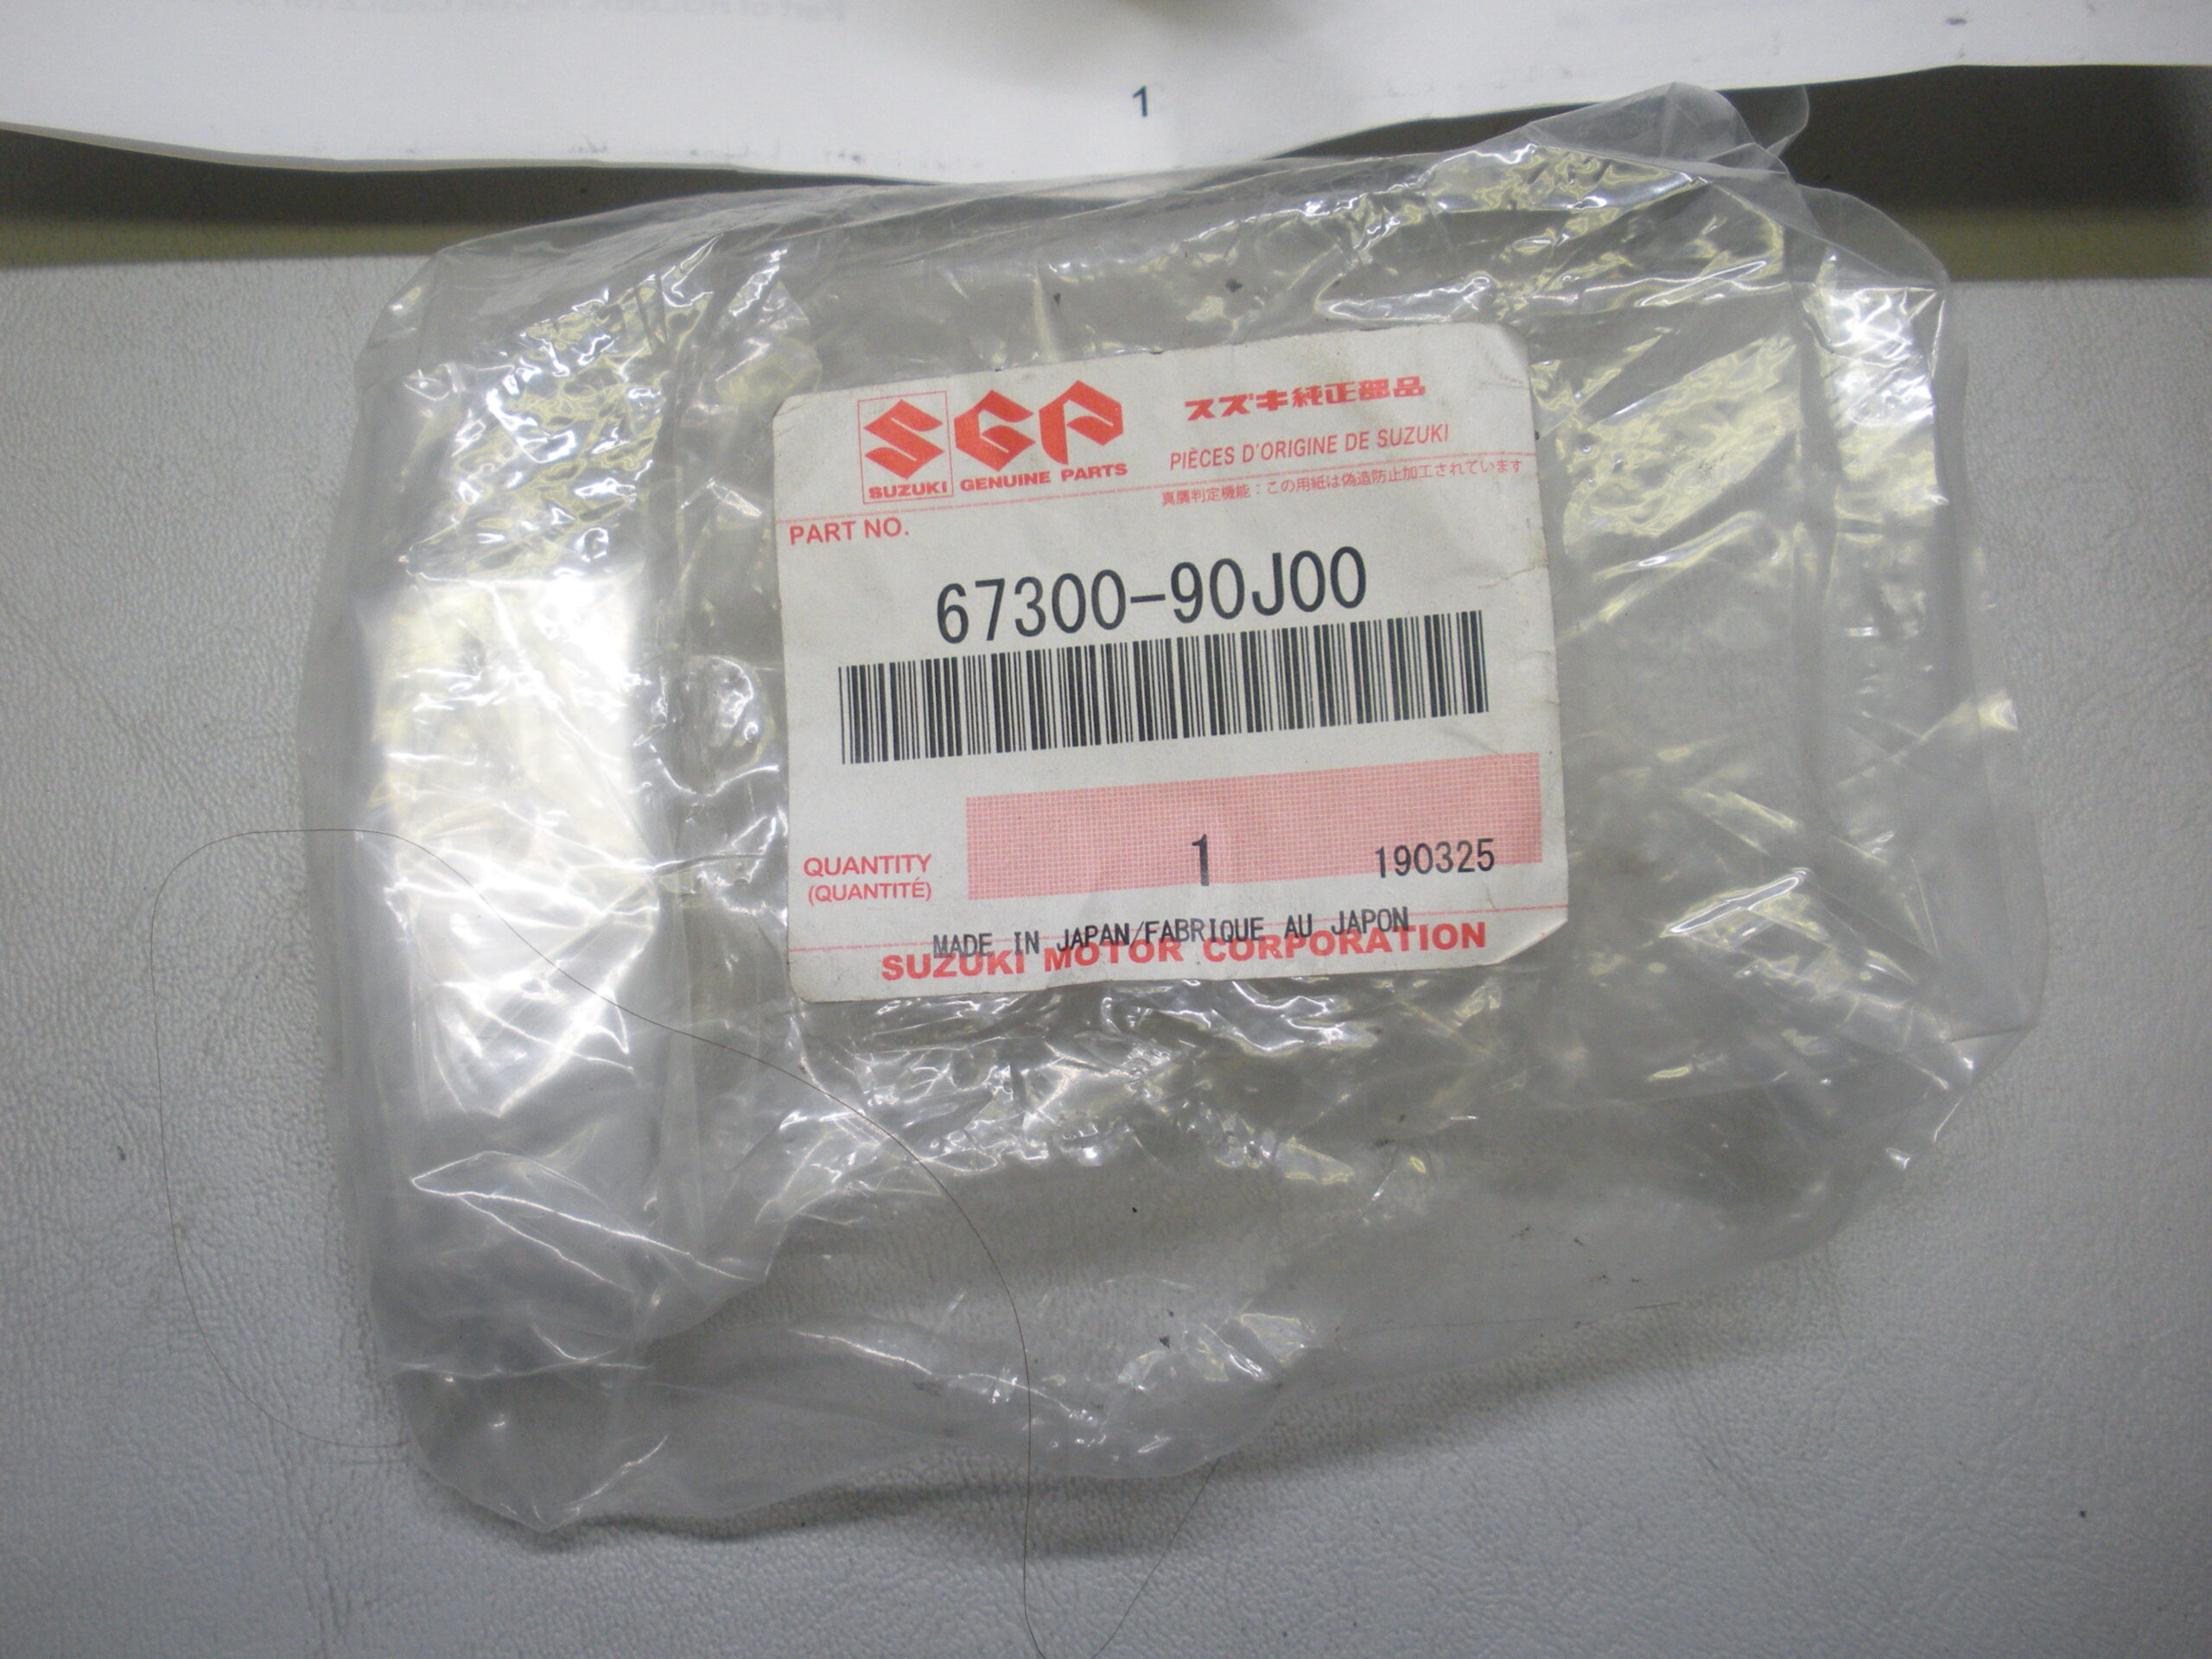 1
SUZUKI GENUINE PARTS
スズキ純正部品
PIÈCES D'ORIGINE DE SUZUKI
真贋判定機能：この用紙は偽造防止加工されています
PART NO.
67300-90J00
QUANTITY
(QUANTITÉ)
1 190325
MADE IN JAPAN/FABRIQUE AU JAPON
SUZUKI MOTOR CORPORATION